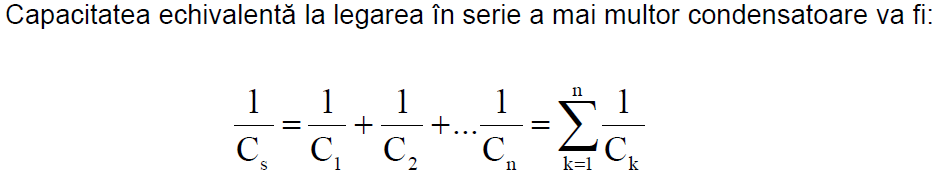 Capacitatea echivalentă la legarea în serie a mai multor condensatoare va fi:
1/C_s = 1/C_1 + 1/C_2 +... 1/C_n = ∑_{k=1}^{n} 1/C_k